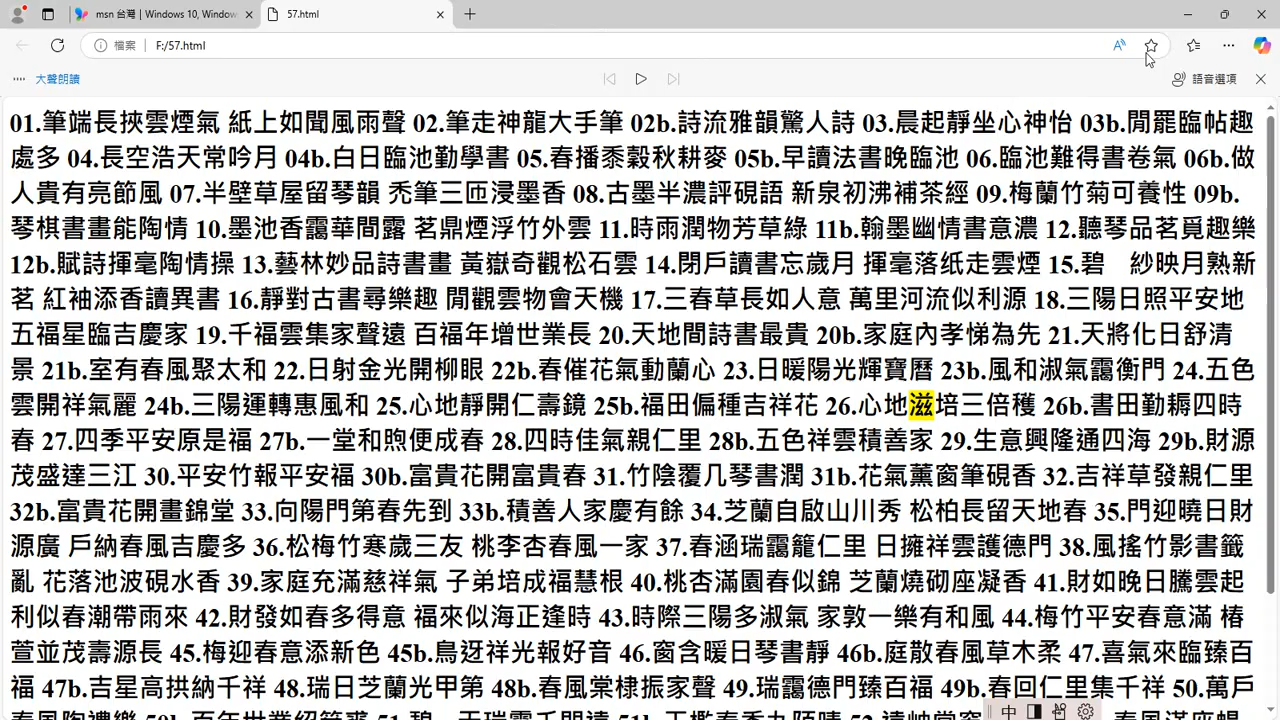 msn 台灣 | Windows 10, Window
57.html
檔案
F:/57.html
大聲朗讀
語音選項
01.筆端長挾雲煙氣 紙上如聞風雨聲 02.筆走神龍大手筆 02b.詩流雅韻驚人詩 03.晨起靜坐心神怡 03b.閒罷臨帖趣
處多 04.長空浩天常吟月 04b.白日臨池勤學書 05.春播黍穀秋耕麥 05b.早讀法書晚臨池 06.臨池難得書卷氣 06b.做
人貴有亮節風 07.半壁草屋留琴韻 禿筆三匝浸墨香 08.古墨半濃評硯語 新泉初沸補茶經 09.梅蘭竹菊可養性 09b.
琴棋書畫能陶情 10.墨池香靄華間露 茗鼎煙浮竹外雲 11.時雨潤物芳草綠 11b.翰墨幽情書意濃 12.聽琴品茗覓趣樂
12b.賦詩揮毫陶情操 13.藝林妙品詩書畫 黃嶽奇觀松石雲 14.閉戶讀書忘歲月 揮毫落纸走雲煙 15.碧　紗映月熟新
茗 紅袖添香讀異書 16.靜對古書尋樂趣 閒觀雲物會天機 17.三春草長如人意 萬里河流似利源 18.三陽日照平安地
五福星臨吉慶家 19.千福雲集家聲遠 百福年增世業長 20.天地間詩書最貴 20b.家庭內孝悌為先 21.天將化日舒清
景 21b.室有春風聚太和 22.日射金光開柳眼 22b.春催花氣動蘭心 23.日暖陽光輝寶曆 23b.風和淑氣靄衡門 24.五色
雲開祥氣麗 24b.三陽運轉惠風和 25.心地靜開仁壽鏡 25b.福田偏種吉祥花 26.心地滋培三倍穫 26b.書田勤耨四時
春 27.四季平安原是福 27b.一堂和煦便成春 28.四時佳氣親仁里 28b.五色祥雲積善家 29.生意興隆通四海 29b.財源
茂盛達三江 30.平安竹報平安福 30b.富貴花開富貴春 31.竹陰覆几琴書潤 31b.花氣薰窗筆硯香 32.吉祥草發親仁里
32b.富貴花開畫錦堂 33.向陽門第春先到 33b.積善人家慶有餘 34.芝蘭自啟山川秀 松柏長留天地春 35.門迎曉日財
源廣 戶納春風吉慶多 36.松梅竹寒歲三友 桃李杏春風一家 37.春涵瑞靄籠仁里 日擁祥雲護德門 38.風搖竹影書籤
亂 花落池波硯水香 39.家庭充滿慈祥氣 子弟培成福慧根 40.桃杏滿園春似錦 芝蘭燒砌座凝香 41.財如晚日騰雲起
利似春潮帶雨來 42.財發如春多得意 福來似海正逢時 43.時際三陽多淑氣 家敦一樂有和風 44.梅竹平安春意滿 椿
萱並茂壽源長 45.梅迎春意添新色 45b.鳥迓祥光報好音 46.窗含暖日琴書靜 46b.庭散春風草木柔 47.喜氣來臨臻百
福 47b.吉星高拱納千祥 48.瑞日芝蘭光甲第 48b.春風棠棣振家聲 49.瑞靄德門臻百福 49b.春回仁里集千祥 50.萬戶
中